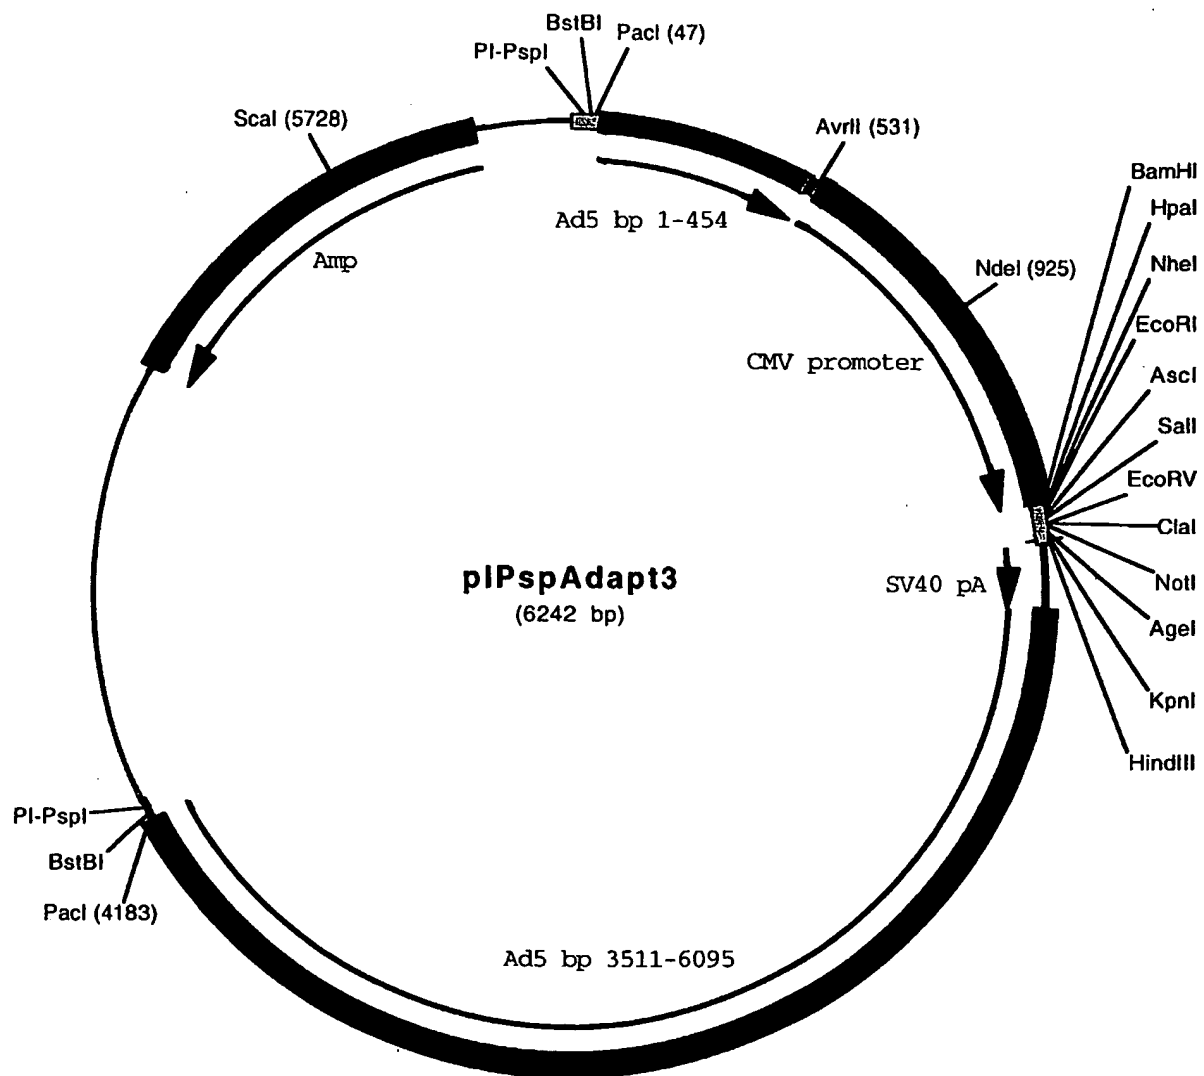 BstBI
PacI (47)
PI-PspI
ScaI (5728)
AvrII (531)
BamHI
HpaI
Ad5 bp 1-454
NheI
Amp
NdeI (925)
EcoRI
CMV promoter
AscI
SalI
EcoRV
ClaI
pIPspAdapt3
(6242 bp)
SV40 pA
NotI
AgeI
KpnI
HindIII
PI-PspI
BstBI
PacI (4183)
Ad5 bp 3511-6095